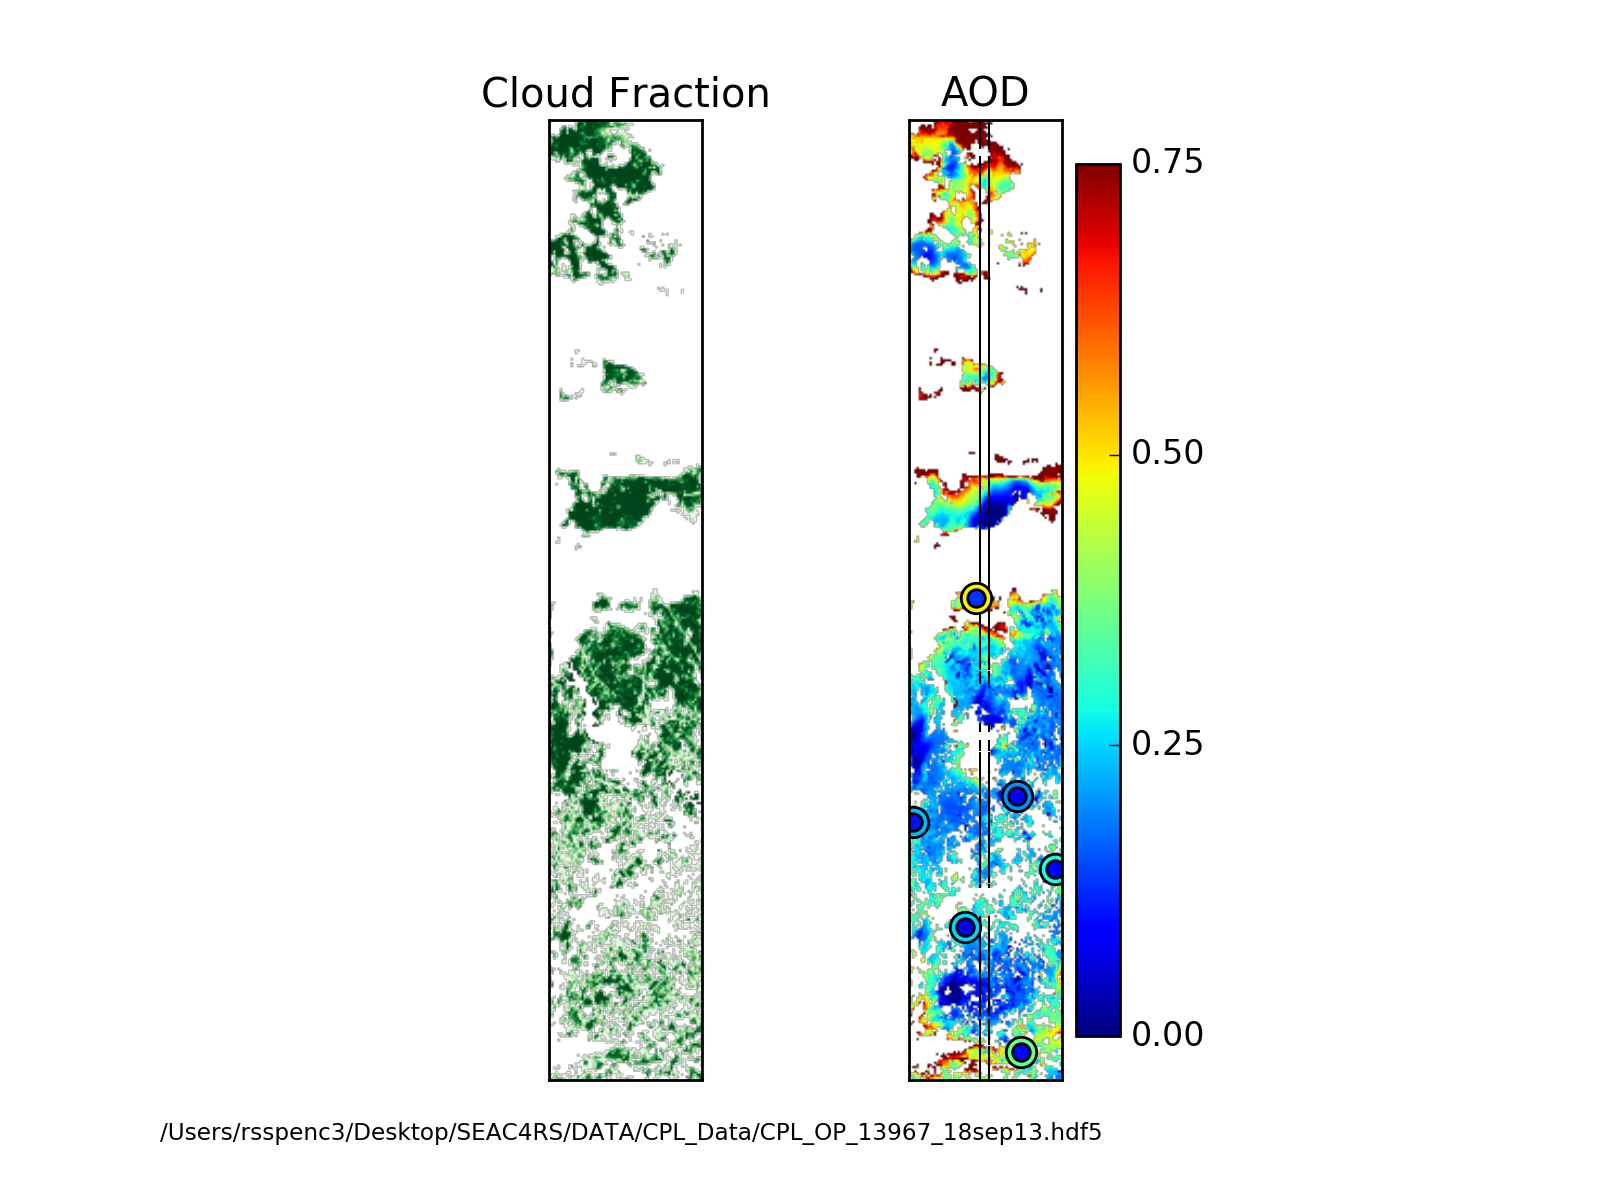 Cloud Fraction
AOD
0.75
0.50
0.25
0.00
/Users/rsspenc3/Desktop/SEAC4RS/DATA/CPL_Data/CPL_OP_13967_18sep13.hdf5